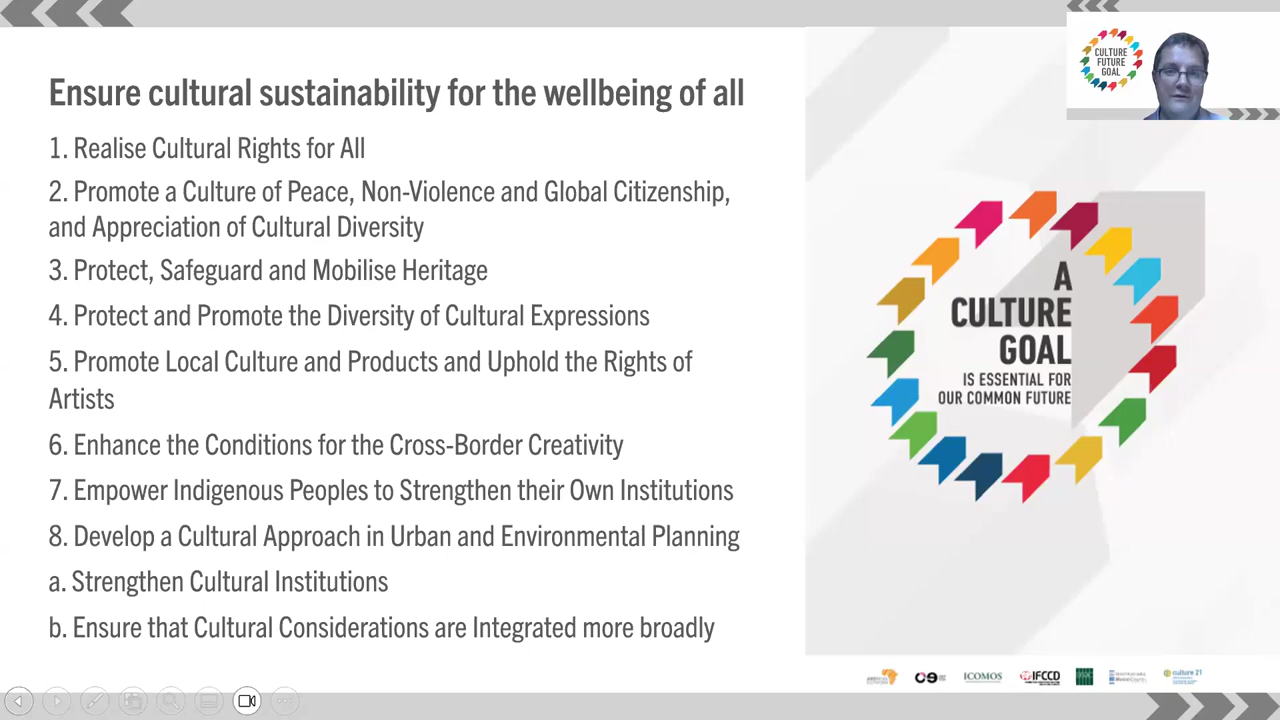 Ensure cultural sustainability for the wellbeing of all
1. Realise Cultural Rights for All
2. Promote a Culture of Peace, Non-Violence and Global Citizenship,
and Appreciation of Cultural Diversity
3. Protect, Safeguard and Mobilise Heritage
4. Protect and Promote the Diversity of Cultural Expressions
5. Promote Local Culture and Products and Uphold the Rights of
Artists
6. Enhance the Conditions for the Cross-Border Creativity
7. Empower Indigenous Peoples to Strengthen their Own Institutions
8. Develop a Cultural Approach in Urban and Environmental Planning
a. Strengthen Cultural Institutions
b. Ensure that Cultural Considerations are Integrated more broadly
CULTURE
FUTURE
GOAL
A
CULTURE
GOAL
IS ESSENTIAL FOR
OUR COMMON FUTURE
ICOMOS
IFCCD
culture 21